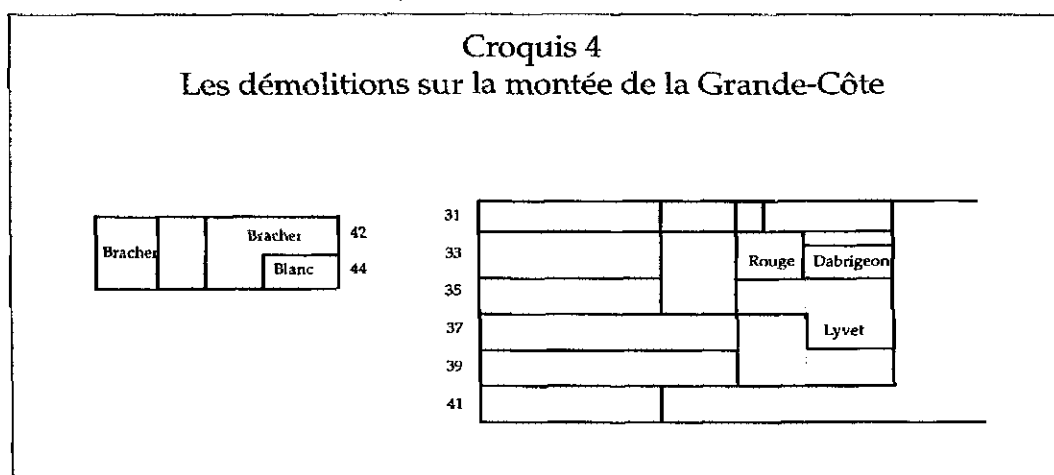 Croquis 4
Les démolitions sur la montée de la Grande-Côte
Bracher
Bracher
42
Blanc
44
31
33
Rouge
Dabrigeon
35
37
Lyvet
39
41